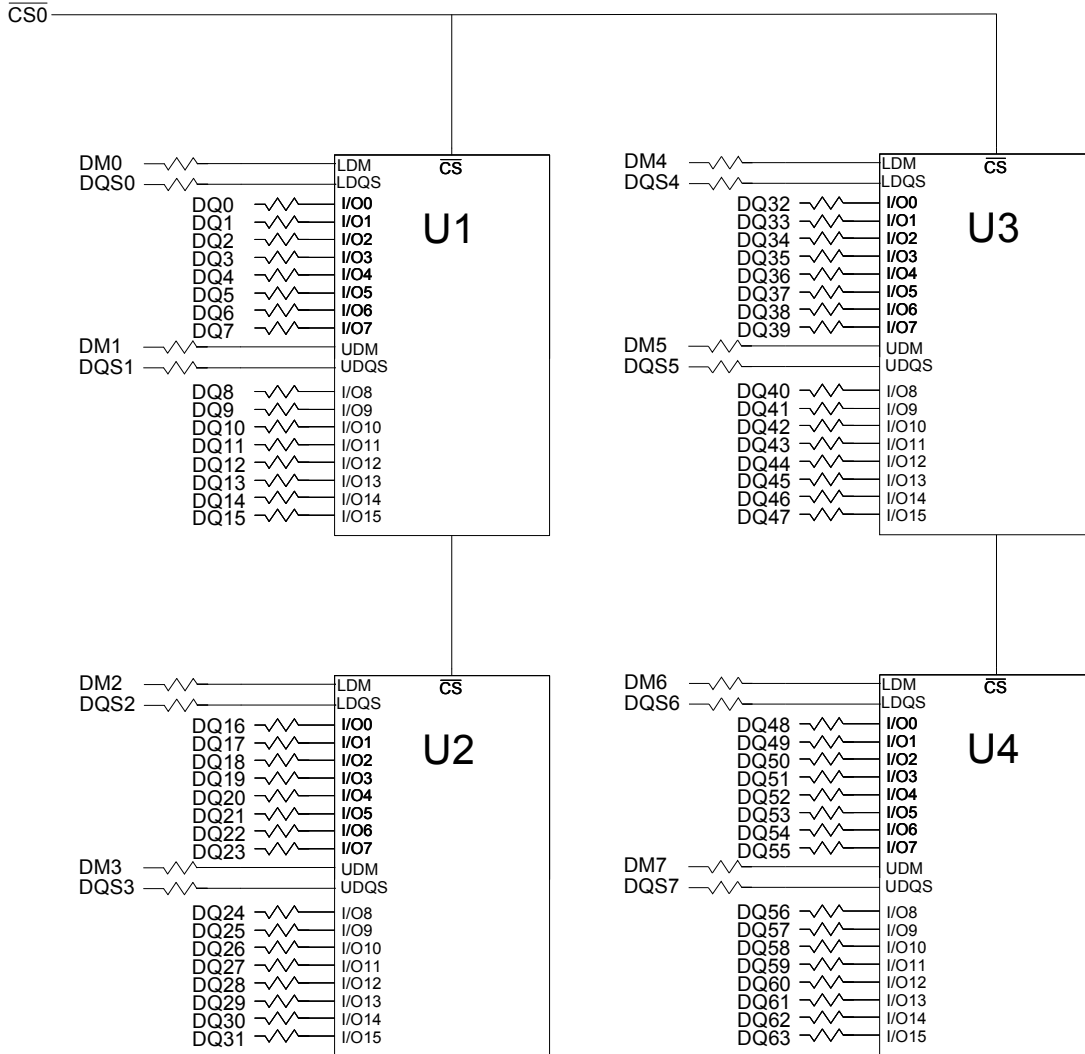 CS0
DM0 LDM CS
DQS0 LDQS
DQ0 I/O0
DQ1 I/O1
U1
DQ2 I/O2
DQ3 I/O3
DQ4 I/O4
DQ5 I/O5
DQ6 I/O6
DQ7 I/O7
DM1 UDM
DQS1 UDQS
DQ8 I/O8
DQ9 I/O9
DQ10 I/O10
DQ11 I/O11
DQ12 I/O12
DQ13 I/O13
DQ14 I/O14
DQ15 I/O15
DM4 LDM CS
DQS4 LDQS
DQ32 I/O0
DQ33 I/O1
U3
DQ34 I/O2
DQ35 I/O3
DQ36 I/O4
DQ37 I/O5
DQ38 I/O6
DQ39 I/O7
DM5 UDM
DQS5 UDQS
DQ40 I/O8
DQ41 I/O9
DQ42 I/O10
DQ43 I/O11
DQ44 I/O12
DQ45 I/O13
DQ46 I/O14
DQ47 I/O15
DM2 LDM CS
DQS2 LDQS
DQ16 I/O0
DQ17 I/O1
U2
DQ18 I/O2
DQ19 I/O3
DQ20 I/O4
DQ21 I/O5
DQ22 I/O6
DQ23 I/O7
DM3 UDM
DQS3 UDQS
DQ24 I/O8
DQ25 I/O9
DQ26 I/O10
DQ27 I/O11
DQ28 I/O12
DQ29 I/O13
DQ30 I/O14
DQ31 I/O15
DM6 LDM CS
DQS6 LDQS
DQ48 I/O0
DQ49 I/O1
U4
DQ50 I/O2
DQ51 I/O3
DQ52 I/O4
DQ53 I/O5
DQ54 I/O6
DQ55 I/O7
DM7 UDM
DQS7 UDQS
DQ56 I/O8
DQ57 I/O9
DQ58 I/O10
DQ59 I/O11
DQ60 I/O12
DQ61 I/O13
DQ62 I/O14
DQ63 I/O15